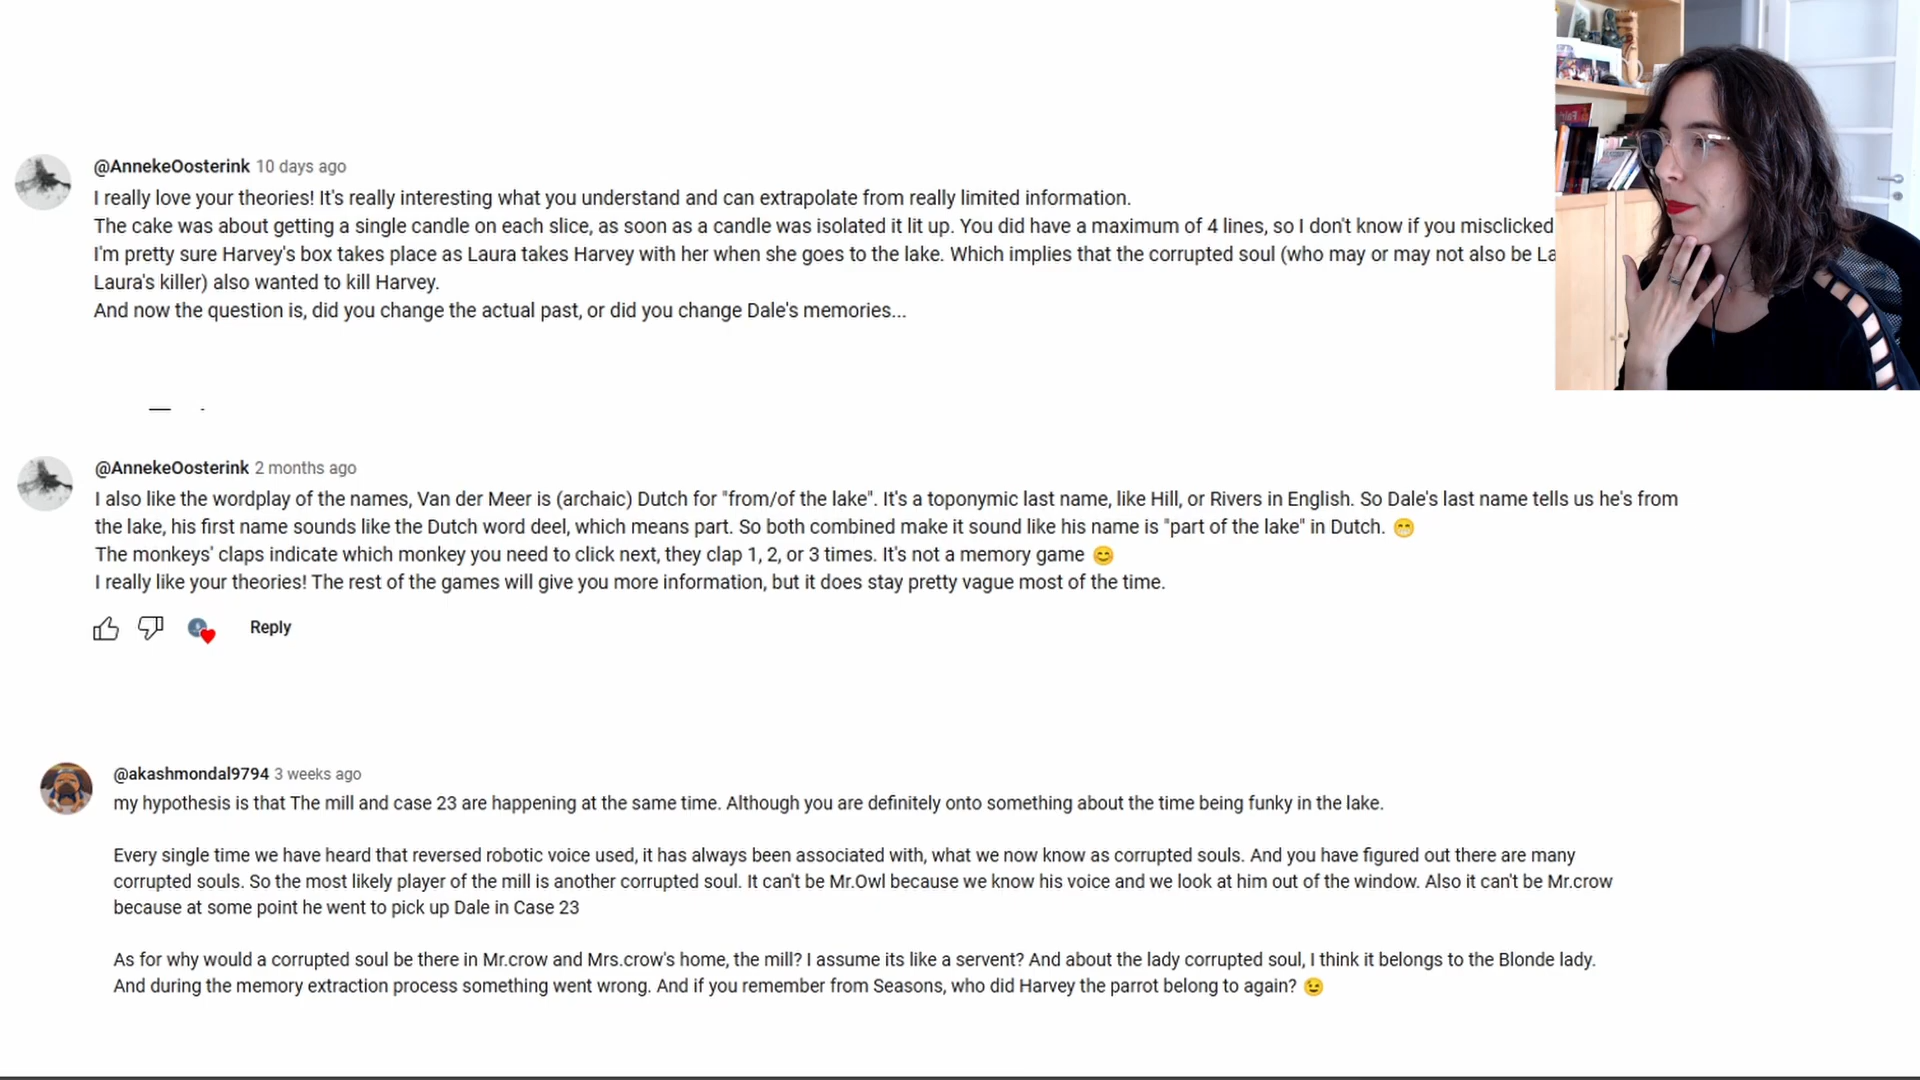 @AnnekeOosterink 10 days ago
I really love your theories! It's really interesting what you understand and can extrapolate from really limited information.
The cake was about getting a single candle on each slice, as soon as a candle was isolated it lit up. You did have a maximum of 4 lines, so I don't know if you misclicked
I'm pretty sure Harvey's box takes place as Laura takes Harvey with her when she goes to the lake. Which implies that the corrupted soul (who may or may not also be La
Laura's killer) also wanted to kill Harvey.
And now the question is, did you change the actual past, or did you change Dale's memories...
@AnnekeOosterink 2 months ago
I also like the wordplay of the names, Van der Meer is (archaic) Dutch for "from/of the lake". It's a toponymic last name, like Hill, or Rivers in English. So Dale's last name tells us he's from
the lake, his first name sounds like the Dutch word deel, which means part. So both combined make it sound like his name is "part of the lake" in Dutch. 😁
The monkeys' claps indicate which monkey you need to click next, they clap 1, 2, or 3 times. It's not a memory game 😊
I really like your theories! The rest of the games will give you more information, but it does stay pretty vague most of the time.
Reply
@akashmondal9794 3 weeks ago
my hypothesis is that The mill and case 23 are happening at the same time. Although you are definitely onto something about the time being funky in the lake.
Every single time we have heard that reversed robotic voice used, it has always been associated with, what we now know as corrupted souls. And you have figured out there are many
corrupted souls. So the most likely player of the mill is another corrupted soul. It can't be Mr.Owl because we know his voice and we look at him out of the window. Also it can't be Mr.crow
because at some point he went to pick up Dale in Case 23
As for why would a corrupted soul be there in Mr.crow and Mrs.crow's home, the mill? I assume its like a servent? And about the lady corrupted soul, I think it belongs to the Blonde lady.
And during the memory extraction process something went wrong. And if you remember from Seasons, who did Harvey the parrot belong to again? 😉